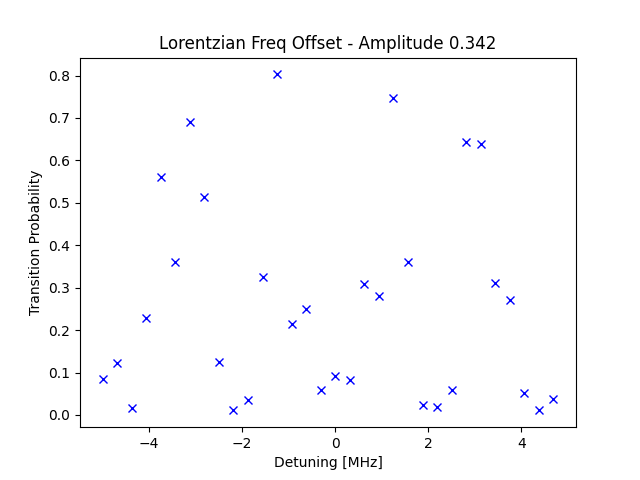 Lorentzian Freq Offset - Amplitude 0.342
0.8
0.7
0.6
0.5
0.4
0.3
0.2
0.1
0.0
Transition Probability
−4 −2 0 2 4
Detuning [MHz]